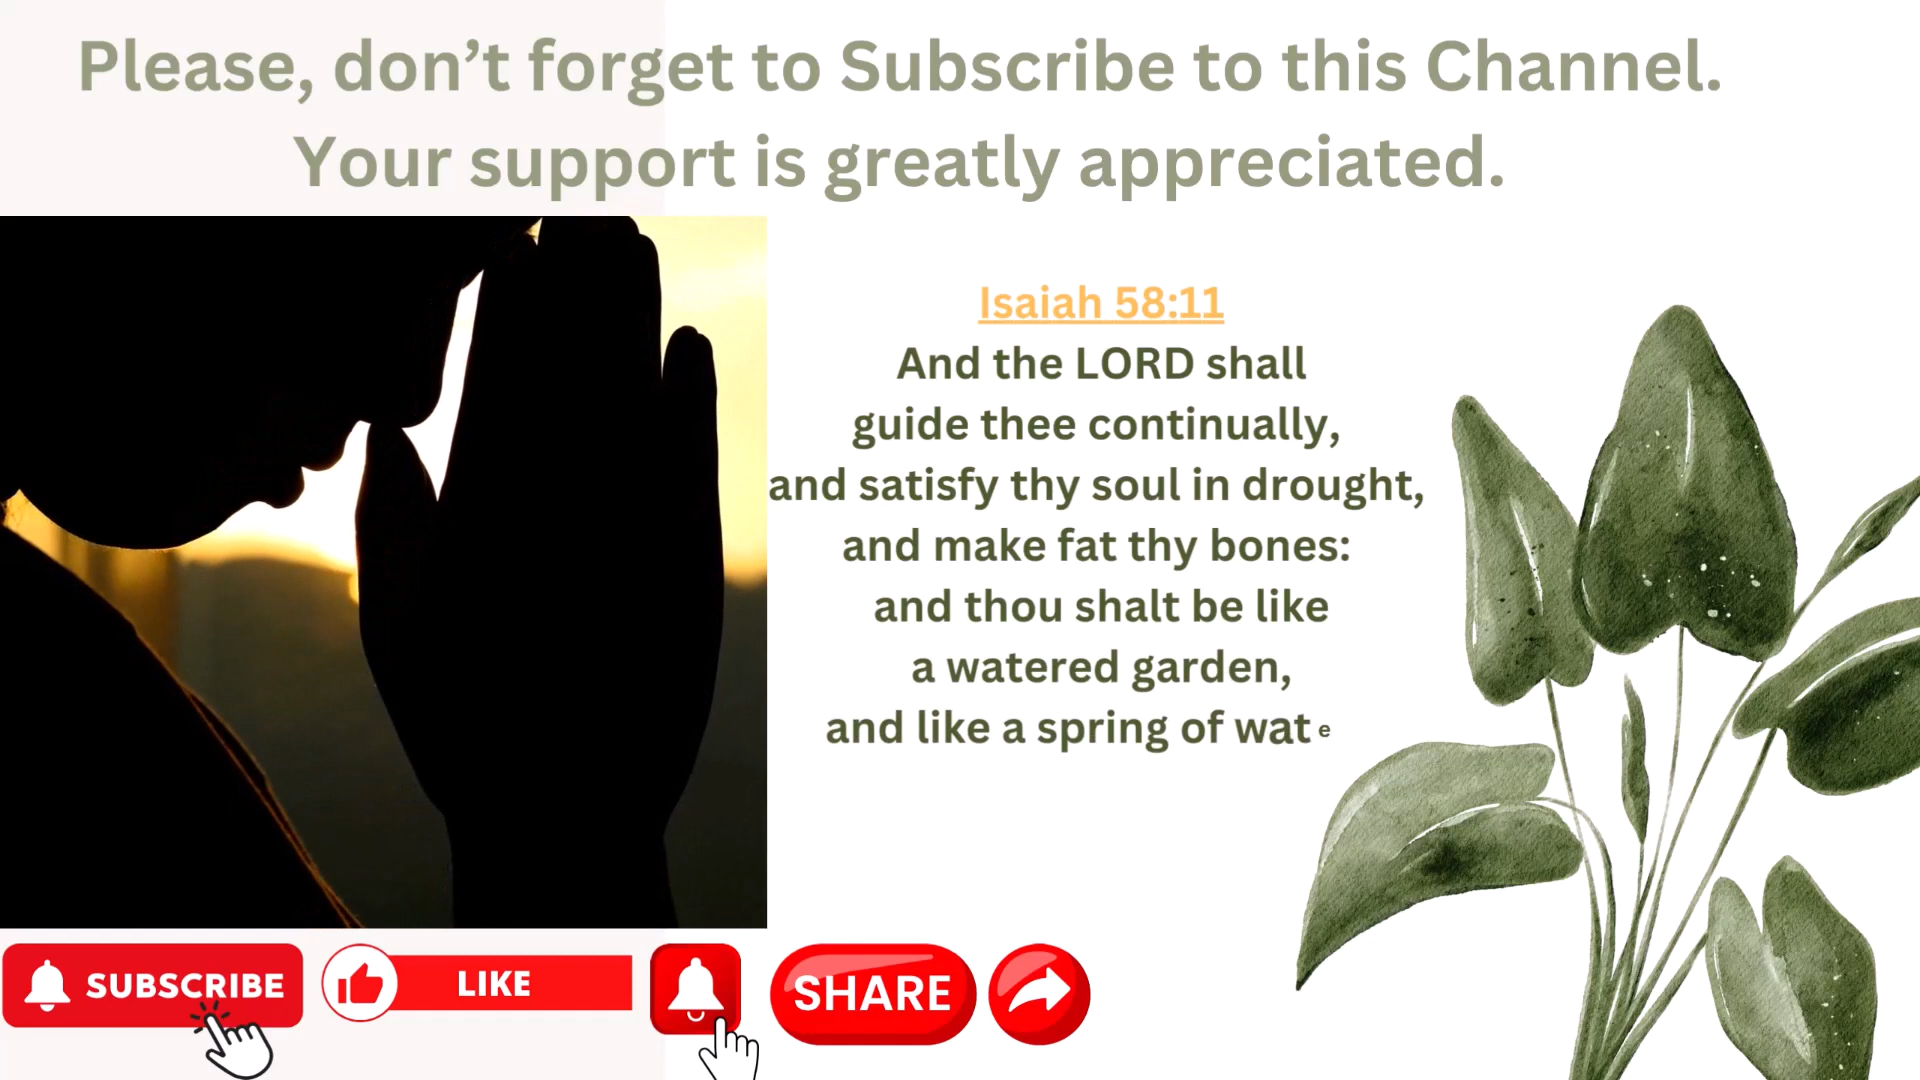 Please, don’t forget to Subscribe to this Channel.
Your support is greatly appreciated.
Isaiah 58:11
And the LORD shall
guide thee continually,
and satisfy thy soul in drought,
and make fat thy bones:
and thou shalt be like
a watered garden,
and like a spring of wate
SUBSCRIBE
LIKE
SHARE